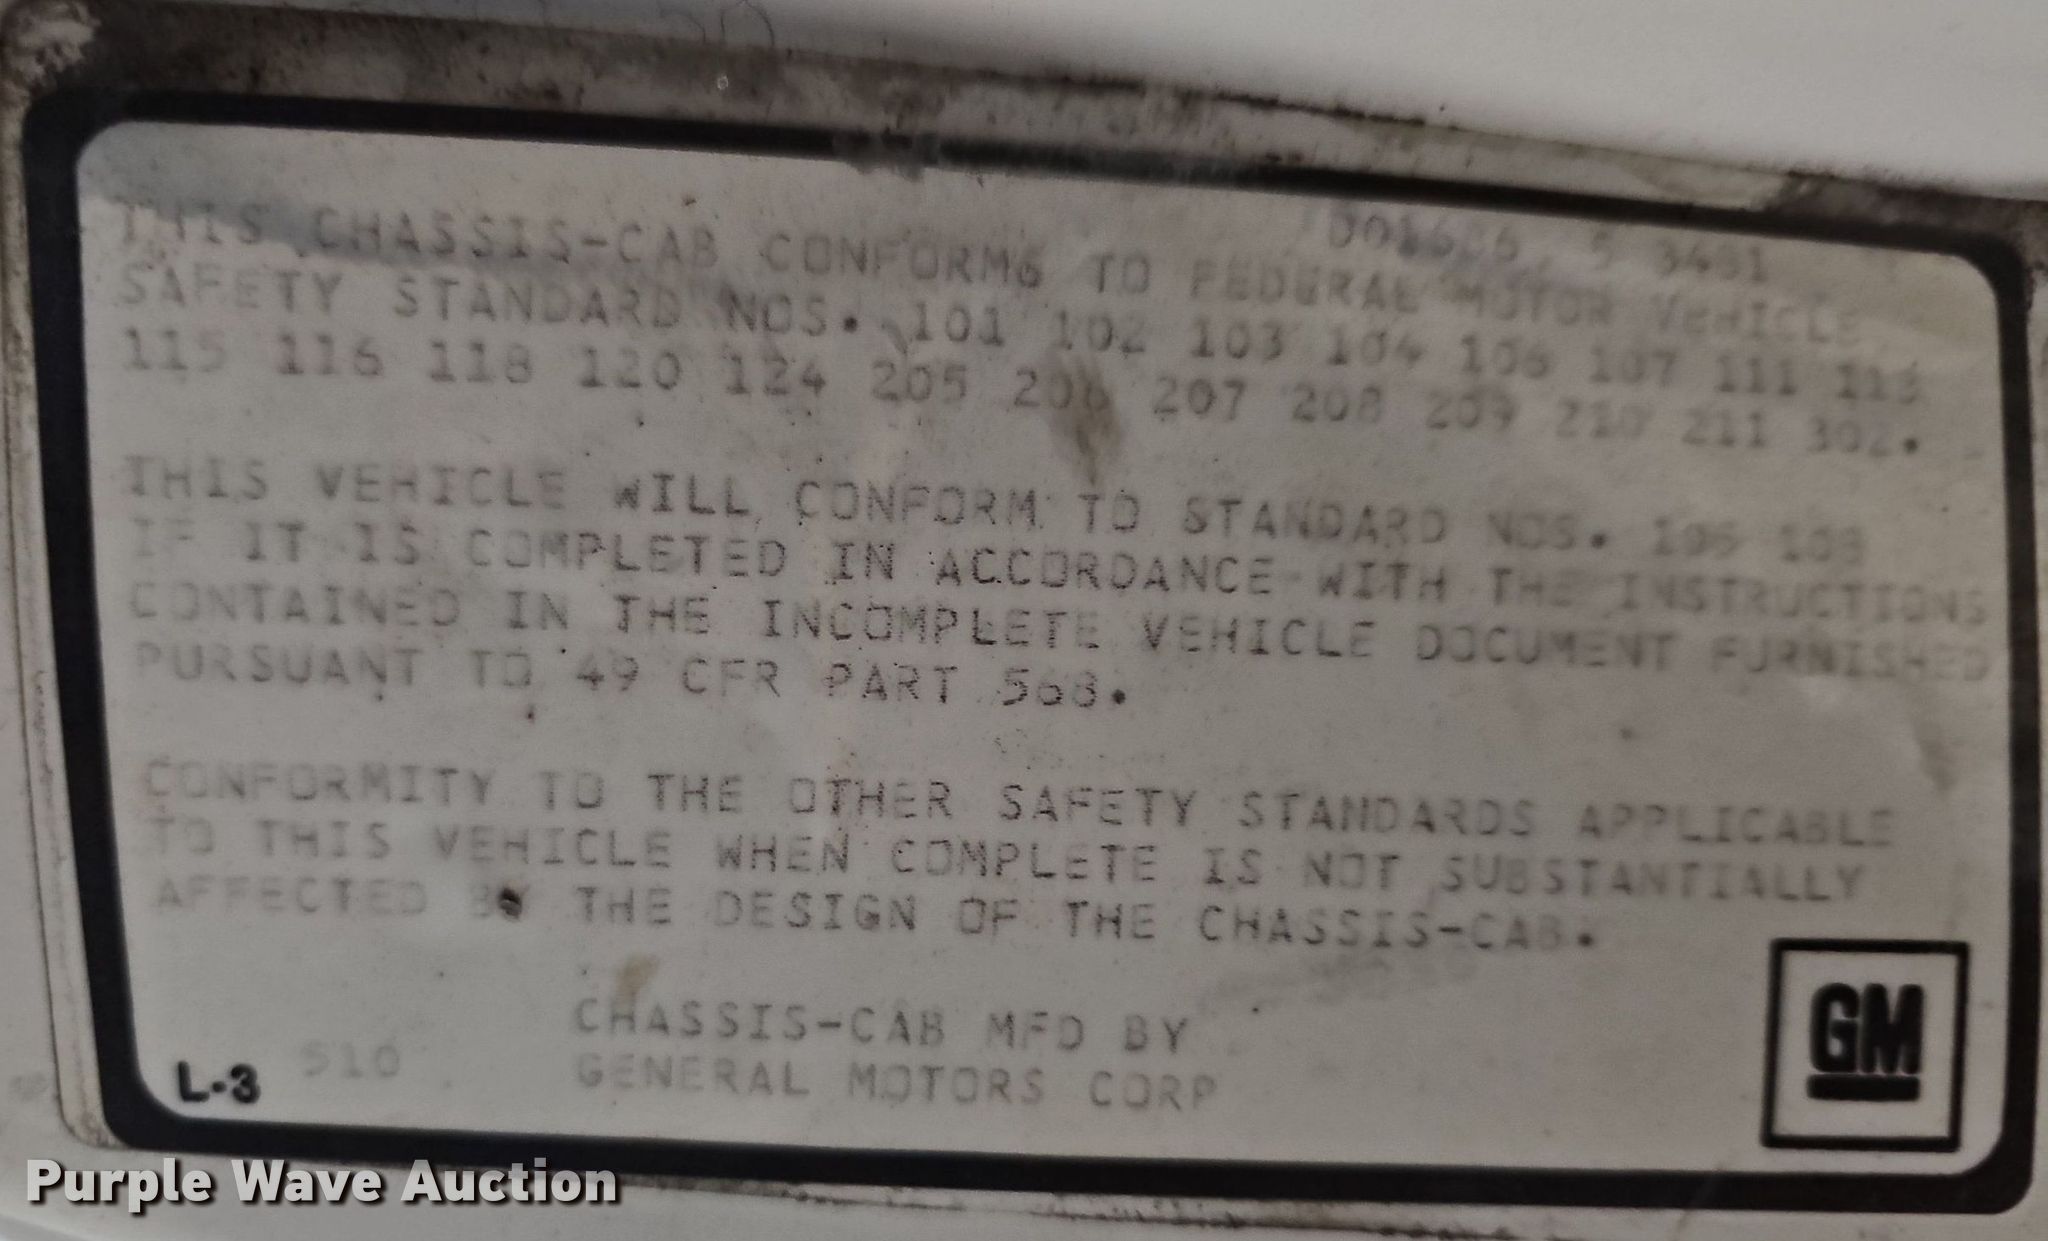 THIS CHASSIS-CAB CONFORMS TO FEDERAL MOTOR VEHICLE
SAFETY STANDARD NOS. 101 102 103 104 106 107 111 113
115 116 118 120 124 205 206 207 208 209 210 211 302.
THIS VEHICLE WILL CONFORM TO STANDARD NOS. 108
IF IT IS COMPLETED IN ACCORDANCE WITH THE INSTRUCTIONS
CONTAINED IN THE INCOMPLETE VEHICLE DOCUMENT FURNISHED
PURSUANT TO 49 CFR PART 568.
CONFORMITY TO THE OTHER SAFETY STANDARDS APPLICABLE
TO THIS VEHICLE WHEN COMPLETE IS NOT SUBSTANTIALLY
AFFECTED BY THE DESIGN OF THE CHASSIS-CAB.
CHASSIS-CAB MFD BY
GENERAL MOTORS CORP
L-3 510
GM
Purple Wave Auction